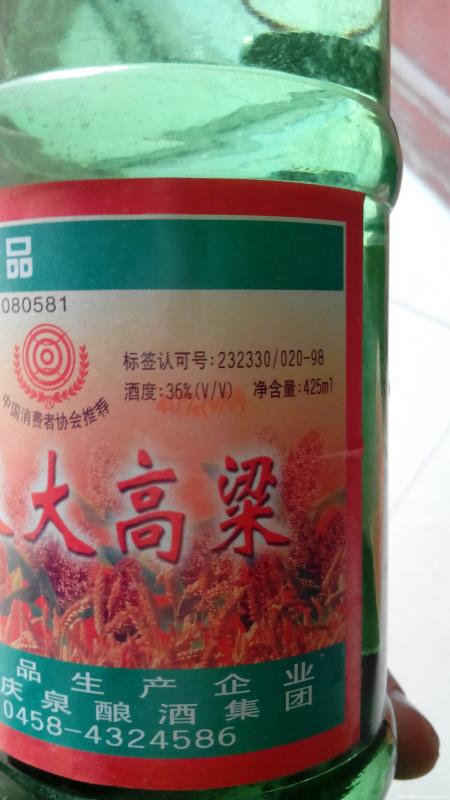 品
080581
标签认可号:232330/020-98
酒度:36%(V/V) 净含量:425ml
40%(V/V)
中国消费者协会推荐
大高粱
品生产企业
庆泉酿酒集团
0458-4324586